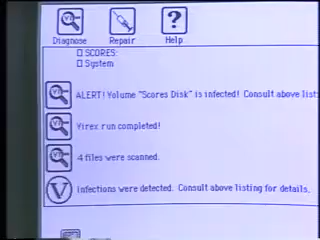 Diagnose Repair Help
SCORES:
System
ALERT! Volume "Scores Disk" is infected! Consult above list
Virex run completed!
4 files were scanned.
Infections were detected. Consult above listing for details.